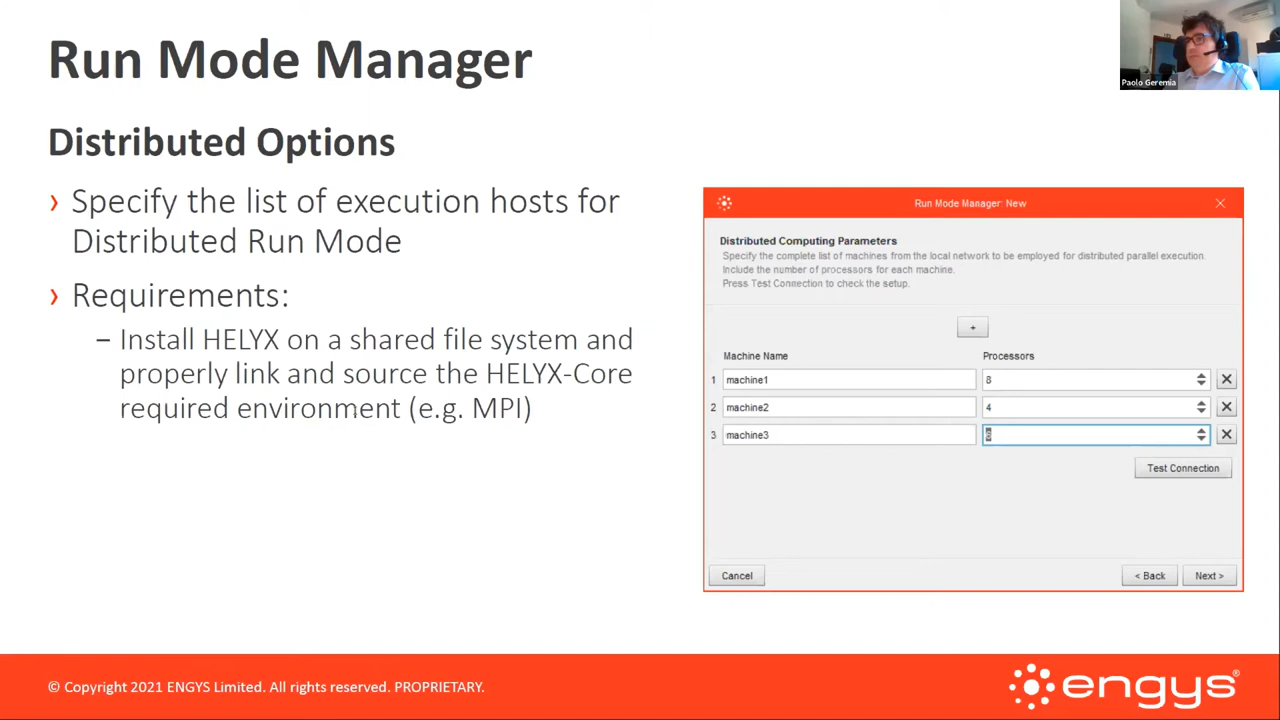 Run Mode Manager
Paolo Geremia
Distributed Options
› Specify the list of execution hosts for
Distributed Run Mode
› Requirements:
– Install HELYX on a shared file system and
properly link and source the HELYX-Core
required environment (e.g. MPI)
Run Mode Manager: New
Distributed Computing Parameters
Specify the complete list of machines from the local network to be employed for distributed parallel execution.
Include the number of processors for each machine.
Press Test Connection to check the setup.
+
Machine Name Processors
1 machine1 8
2 machine2 4
3 machine3
Test Connection
Cancel < Back Next >
© Copyright 2021 ENGYS Limited. All rights reserved. PROPRIETARY.
engys®